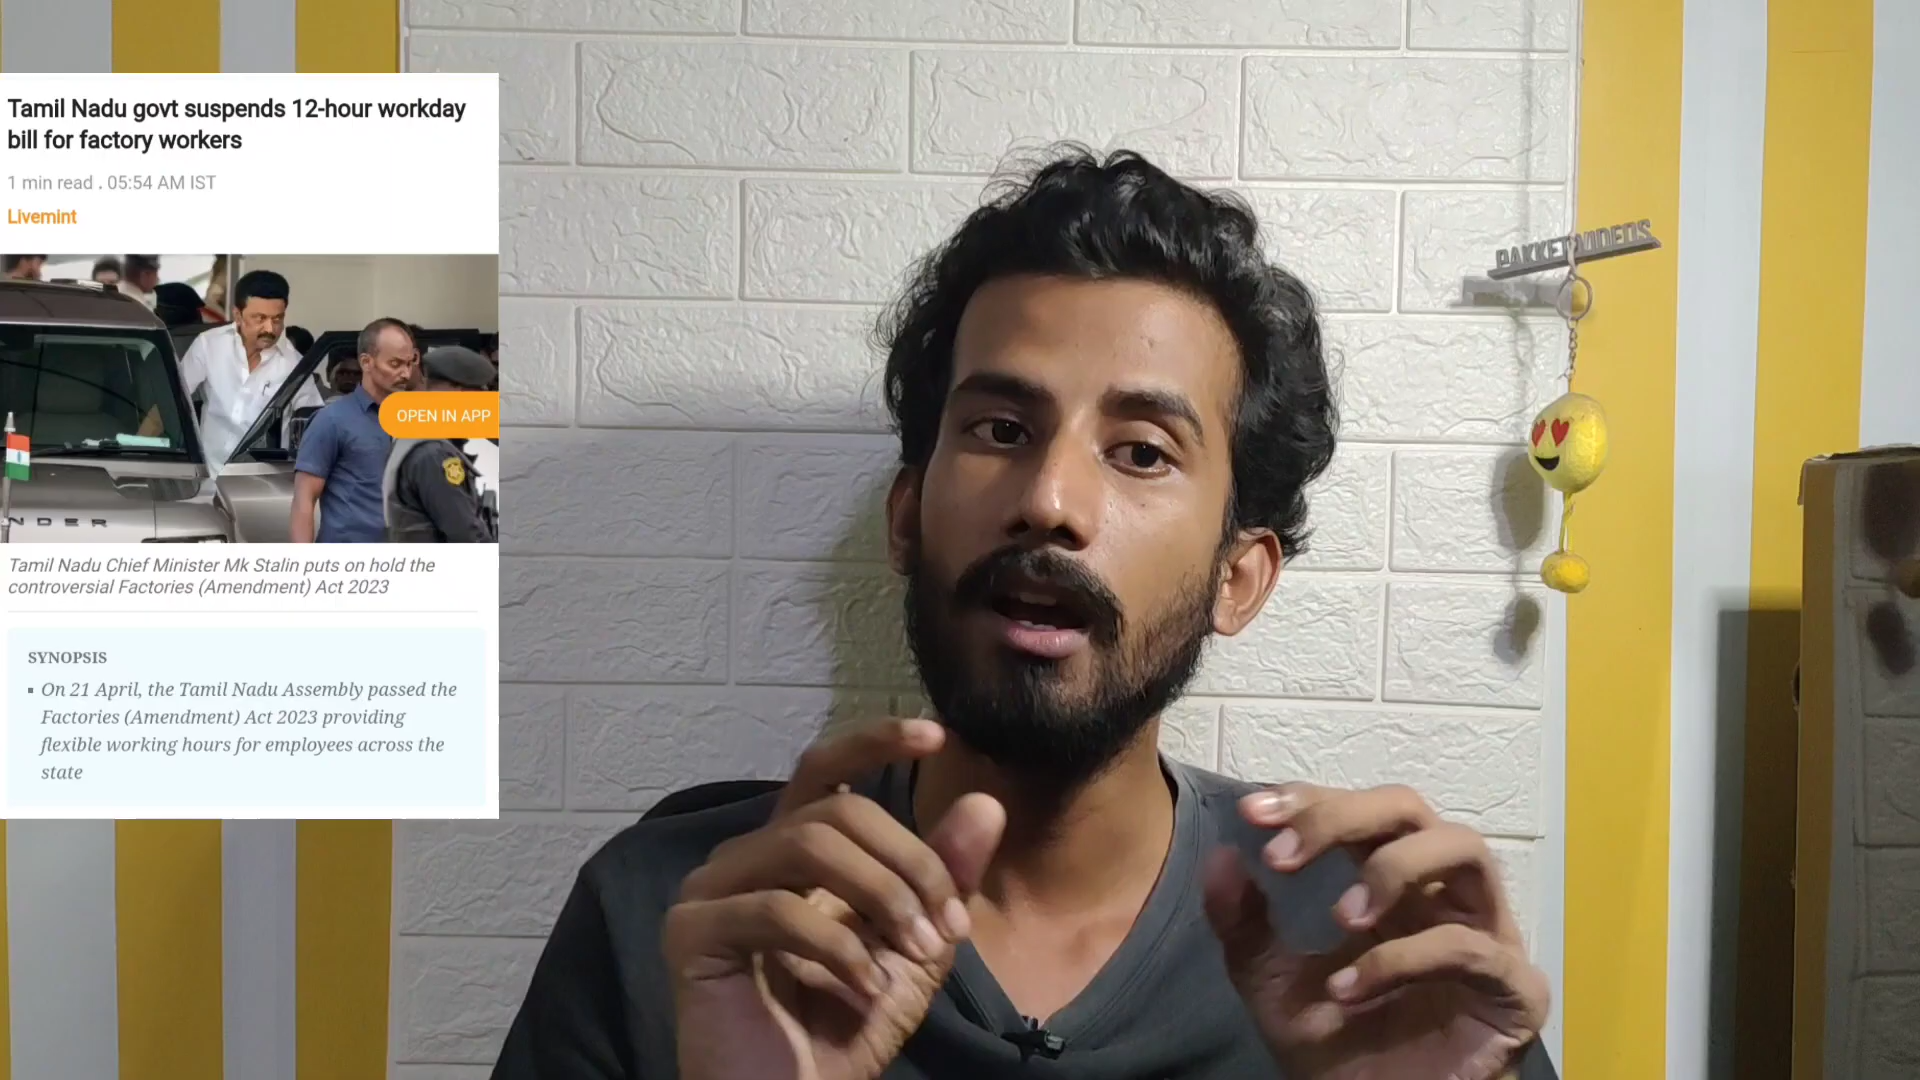 Tamil Nadu govt suspends 12-hour workday
bill for factory workers
1 min read . 05:54 AM IST
Livemint
OPEN IN APP
NDER
Tamil Nadu Chief Minister Mk Stalin puts on hold the
controversial Factories (Amendment) Act 2023
SYNOPSIS
▪ On 21 April, the Tamil Nadu Assembly passed the
Factories (Amendment) Act 2023 providing
flexible working hours for employees across the
state
PAKKET VIDEOS